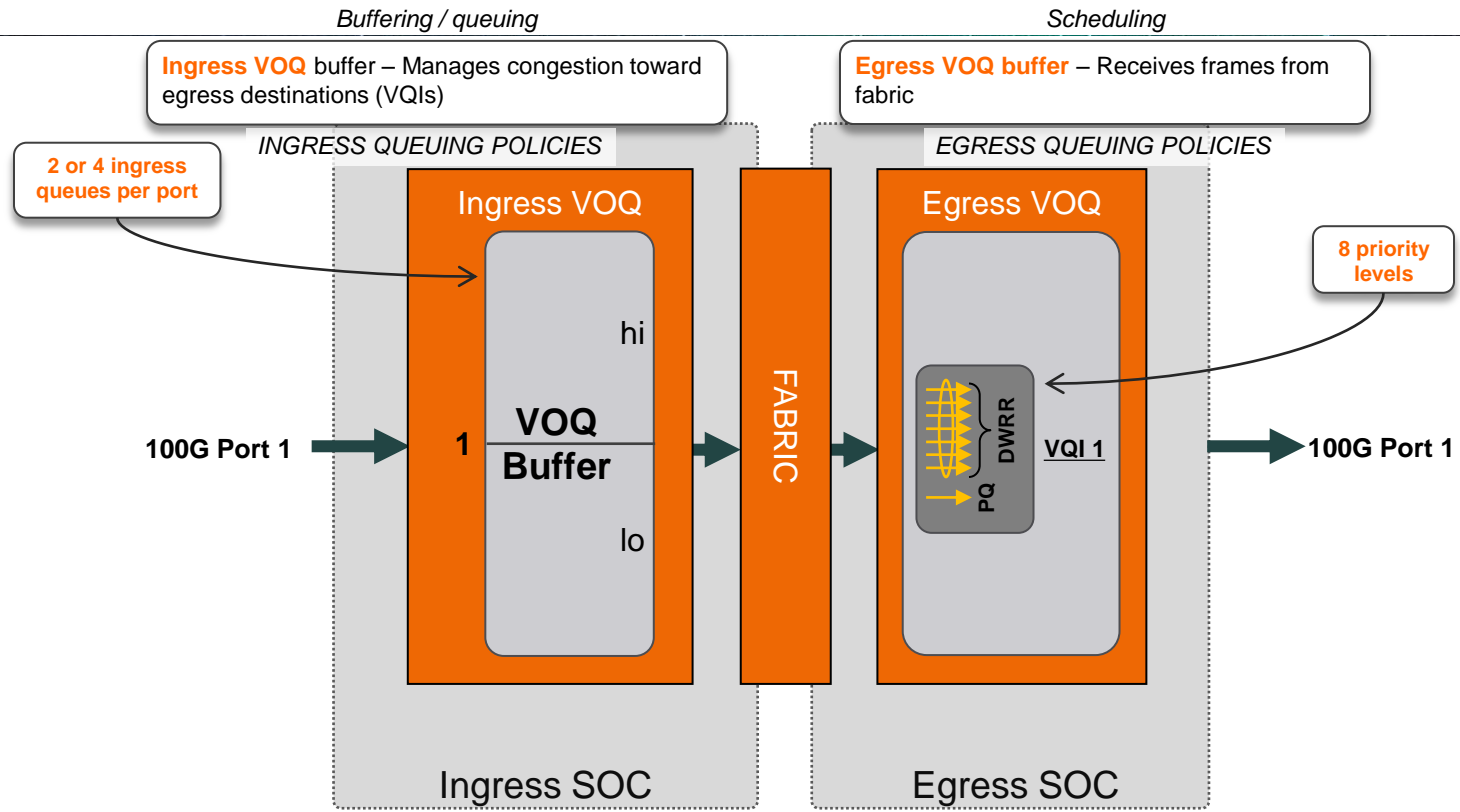 Buffering / queuing
Scheduling
Ingress VOQ buffer – Manages congestion toward
egress destinations (VQIs)
Egress VOQ buffer – Receives frames from
fabric
INGRESS QUEUING POLICIES
EGRESS QUEUING POLICIES
2 or 4 ingress
queues per port
Ingress VOQ
Egress VOQ
8 priority
levels
hi
FABRIC
DWRR
100G Port 1
1
VOQ
Buffer
VQI 1
100G Port 1
PQ
lo
Ingress SOC
Egress SOC